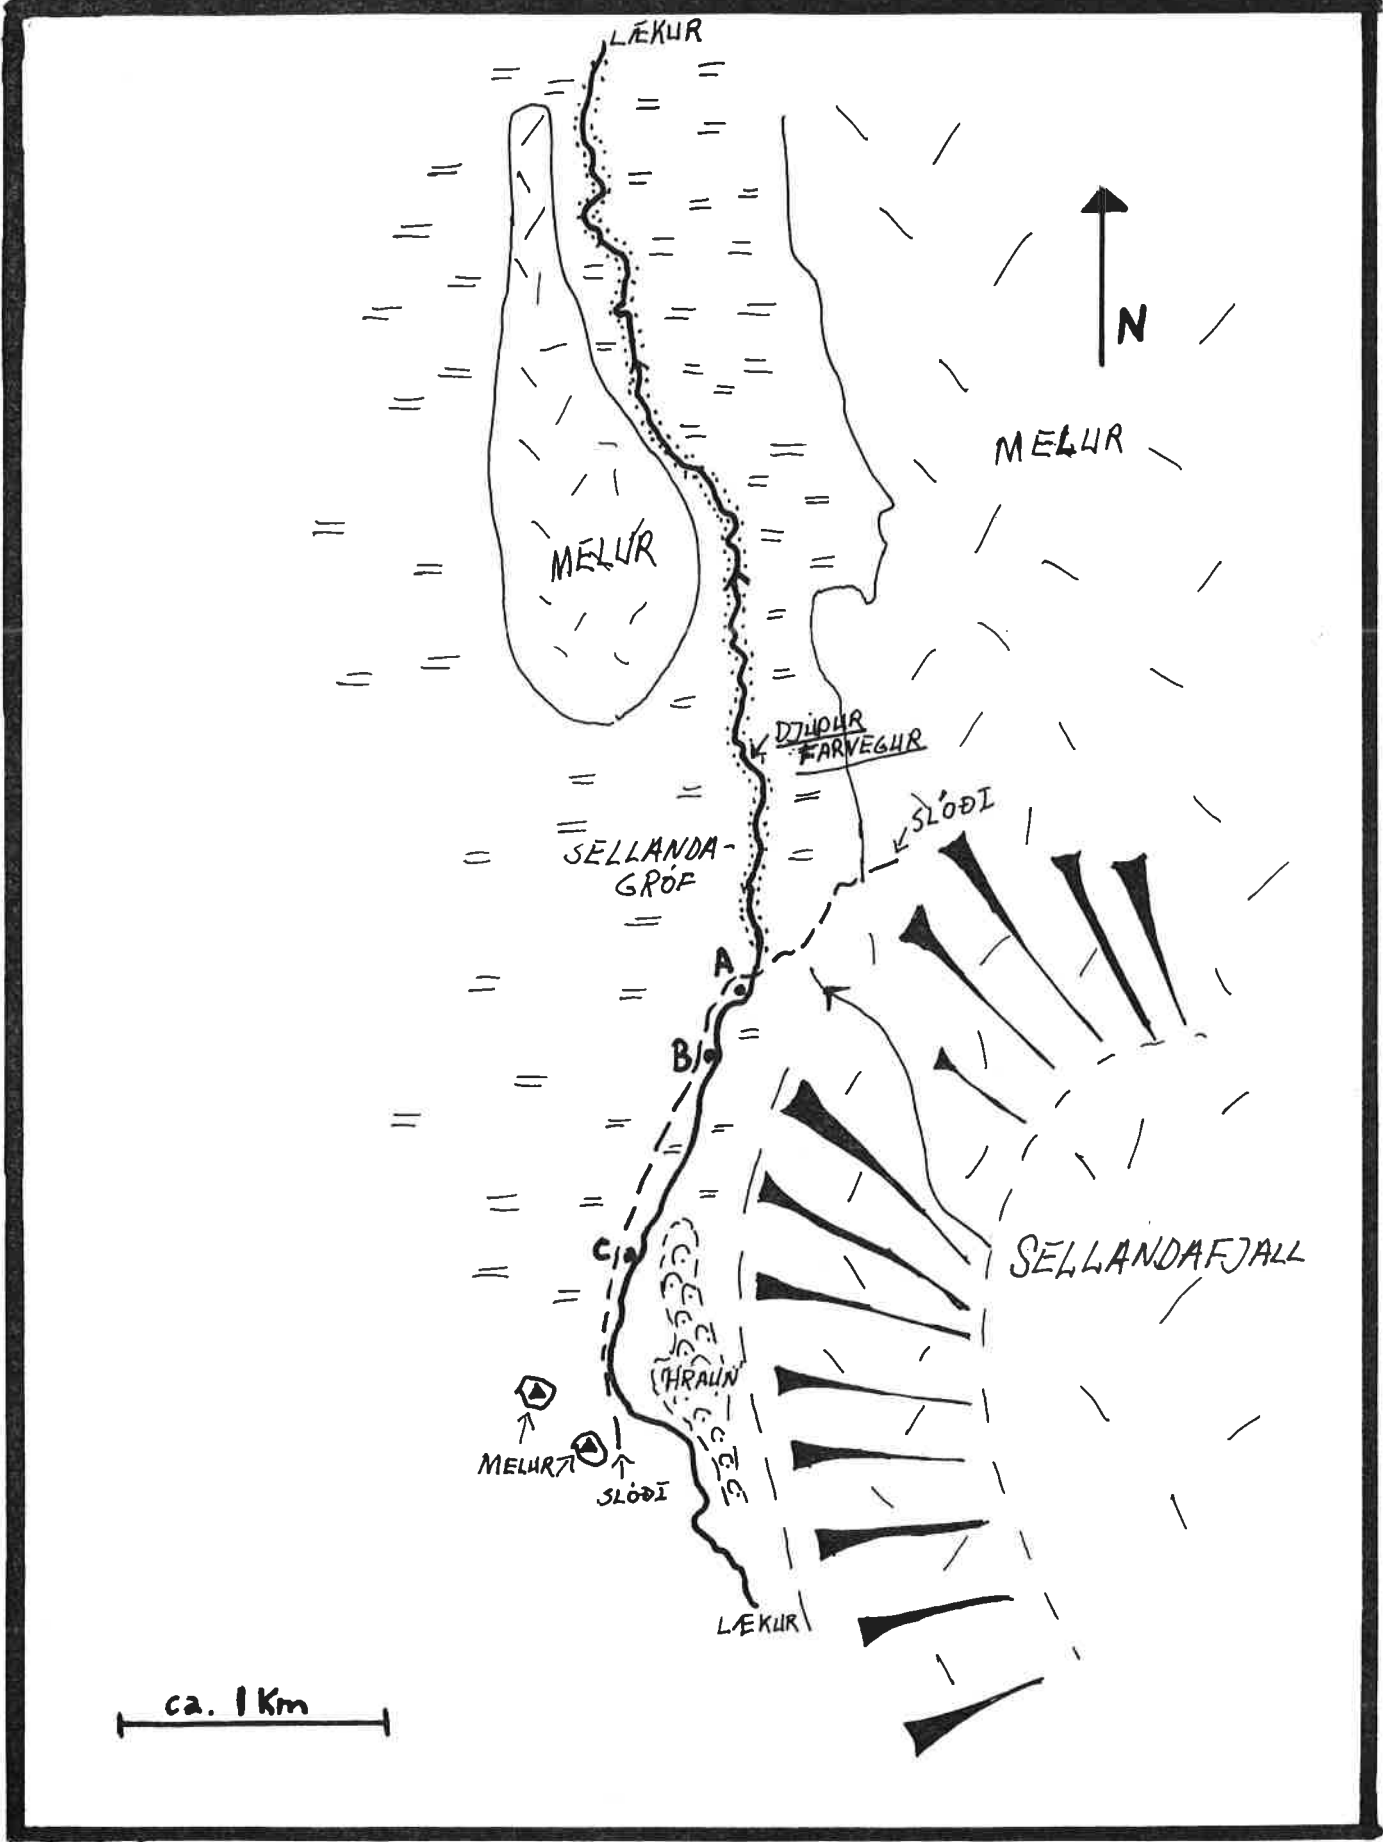 LÆKUR
N
MELUR
MELUR
DJÚPUR
FARVEGUR
SLÓÐI
SELLANDA-
GRÓF
A
B
C
SELLANDAFJALL
HRAUN
MELUR
SLÓÐI
LÆKUR
ca. 1 Km